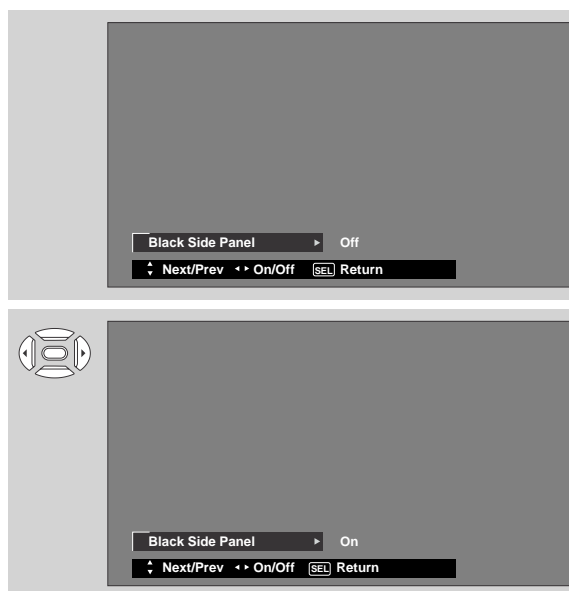 Black Side Panel ▸ Off
Next/Prev On/Off SEL Return
Black Side Panel ▸ On
Next/Prev On/Off SEL Return